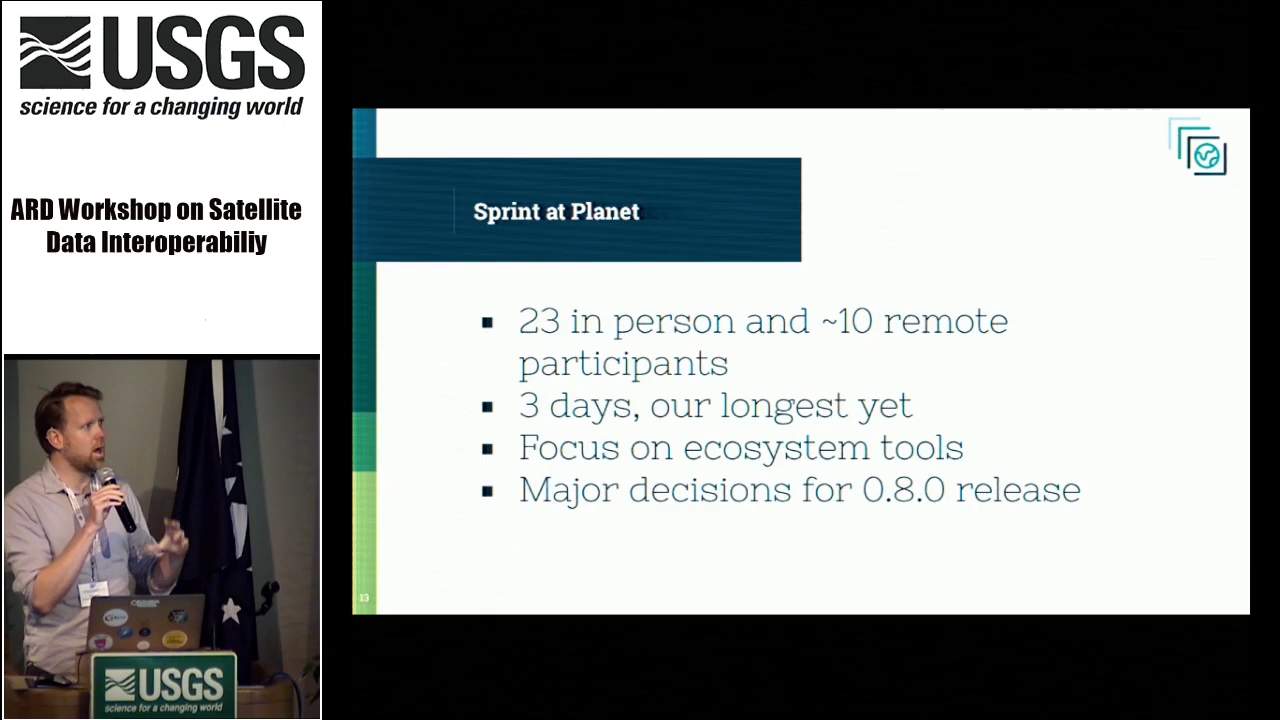 USGS
science for a changing world
ARD Workshop on Satellite
Data Interoperabiliy
Sprint at Planet
▪ 23 in person and ~10 remote
participants
▪ 3 days, our longest yet
▪ Focus on ecosystem tools
▪ Major decisions for 0.8.0 release
13
USGS
science for a changing world